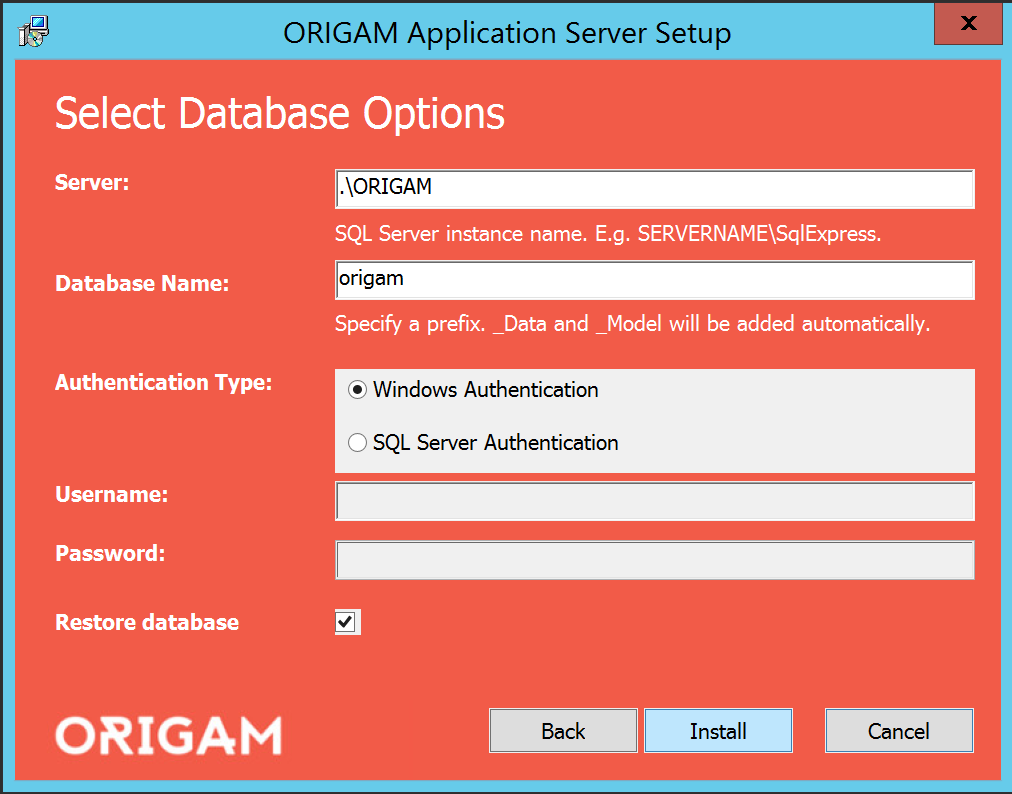 ORIGAM Application Server Setup
x
Select Database Options
Server:
.\ORIGAM
SQL Server instance name. E.g. SERVERNAME\SqlExpress.
Database Name:
origam
Specify a prefix. _Data and _Model will be added automatically.
Authentication Type:
Windows Authentication
SQL Server Authentication
Username:
Password:
Restore database
ORIGAM
Back
Install
Cancel